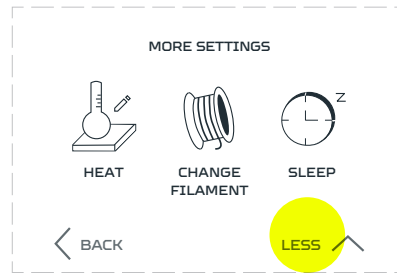 MORE SETTINGS
HEAT
CHANGE
FILAMENT
SLEEP
Z
BACK
LESS